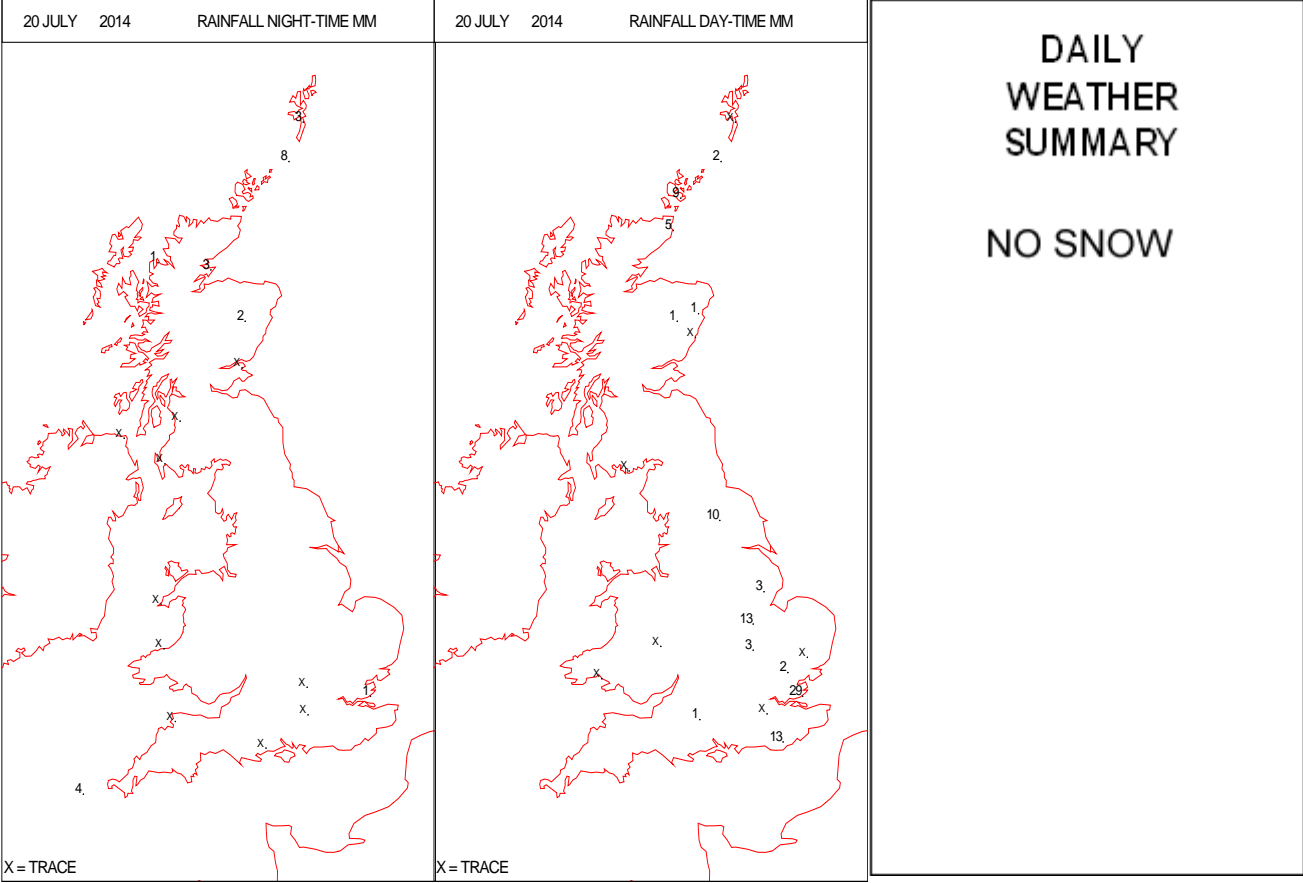 20 JULY 2014 RAINFALL NIGHT-TIME MM
3.
8.
1.
3.
2.
X.
X.
X.
X
X.
X.
X.
1.
X.
X.
X.
4.
X = TRACE
20 JULY 2014 RAINFALL DAY-TIME MM
X.
2.
9.
5.
1.
1.
X.
X.
10.
3.
13.
X.
3.
X.
2.
X.
29.
X.
1.
13.
X = TRACE
DAILY
WEATHER
SUMMARY
NO SNOW